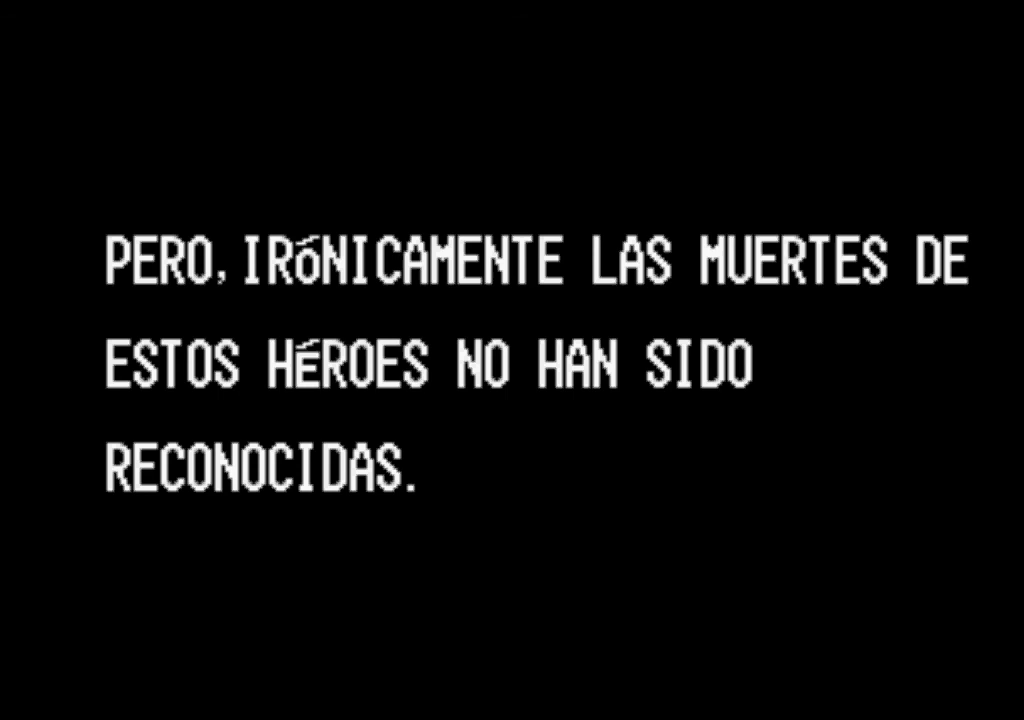 PERO, IRÓNICAMENTE LAS MUERTES DE
ESTOS HÉROES NO HAN SIDO
RECONOCIDAS.